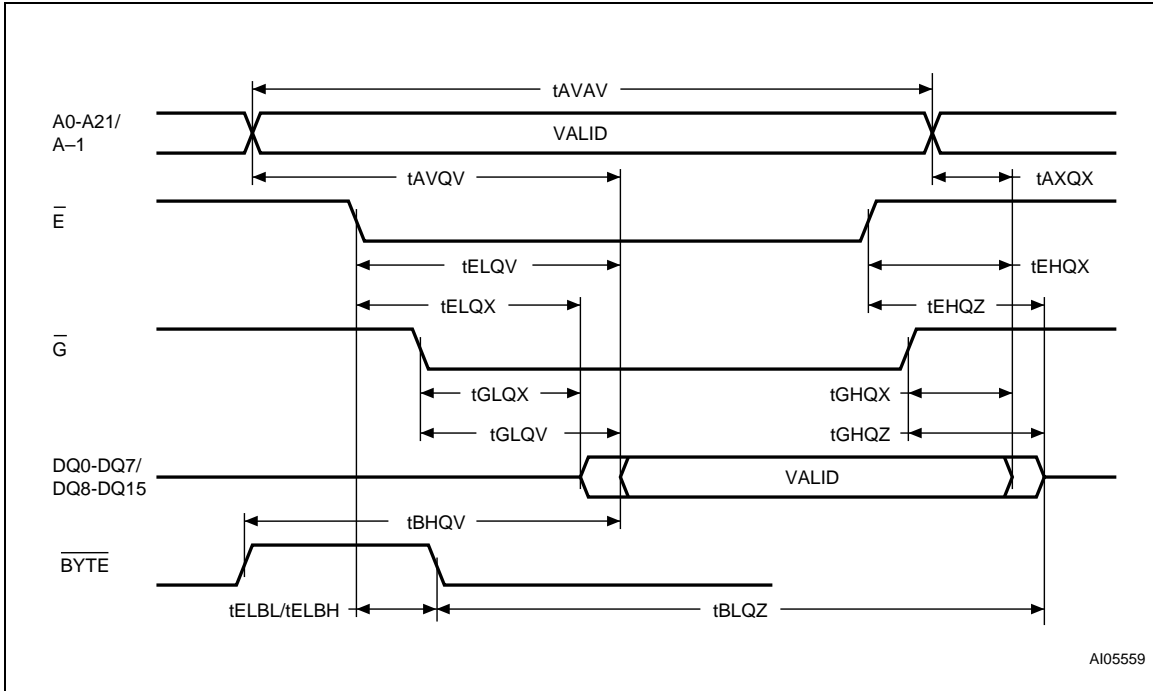 tAVAV
A0-A21/
A–1
VALID
tAVQV
tAXQX
E
tELQV
tEHQX
tELQX
tEHQZ
G
tGLQX
tGHQX
tGLQV
tGHQZ
DQ0-DQ7/
DQ8-DQ15
VALID
tBHQV
BYTE
tELBL/tELBH
tBLQZ
AI05559